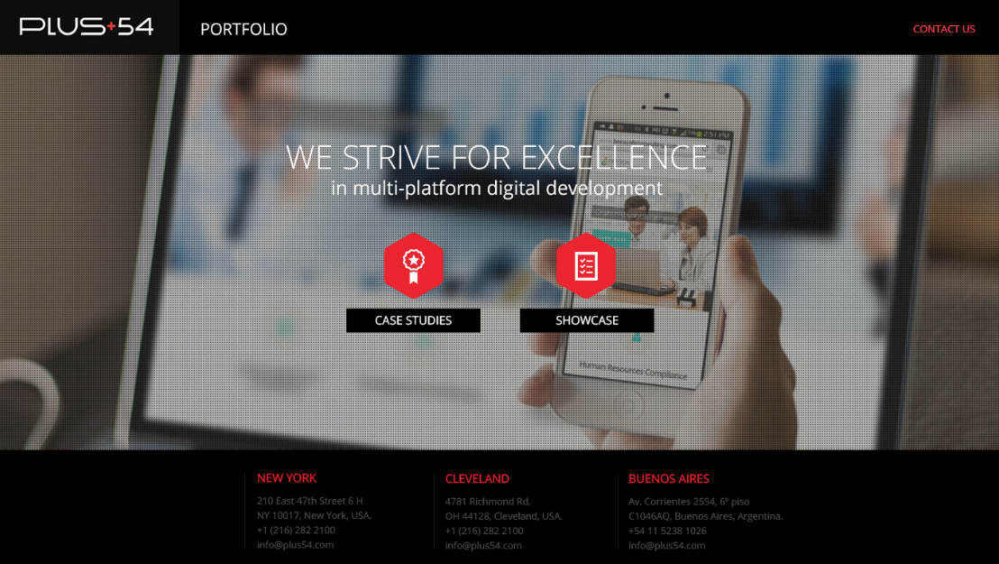 PLUS+54
PORTFOLIO
CONTACT US
2:51 PM
WE STRIVE FOR EXCELLENCE
in multi-platform digital development
CASE STUDIES
SHOWCASE
Human Resources Compliance
NEW YORK
210 East 47th Street 6 H
NY 10017, New York, USA.
+1 (216) 282 2100
info@plus54.com
CLEVELAND
4781 Richmond Rd,
OH 44128, Cleveland, USA.
+1 (216) 282 2100
info@plus54.com
BUENOS AIRES
Av. Corrientes 2554, 6º piso
C1046AQ, Buenos Aires, Argentina.
+54 11 5238 1026
info@plus54.com